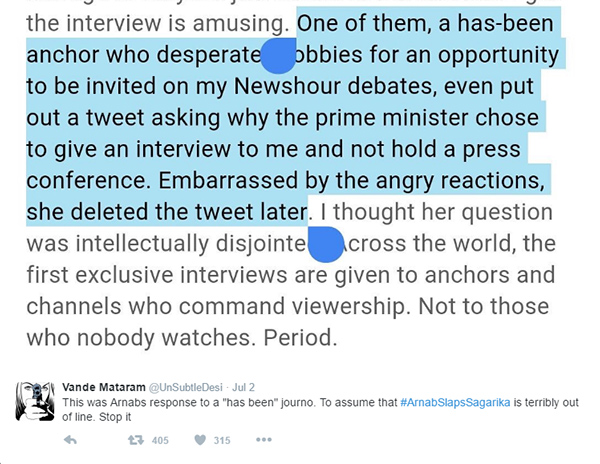 the interview is amusing. One of them, a has-been
anchor who desperate obbies for an opportunity
to be invited on my Newshour debates, even put
out a tweet asking why the prime minister chose
to give an interview to me and not hold a press
conference. Embarrassed by the angry reactions,
she deleted the tweet later. I thought her question
was intellectually disjointe cross the world, the
first exclusive interviews are given to anchors and
channels who command viewership. Not to those
who nobody watches. Period.
Vande Mataram @UnSubtleDesi · Jul 2
This was Arnabs response to a "has been" journo. To assume that #ArnabSlapsSagarika is terribly out
of line. Stop it
405 315 •••